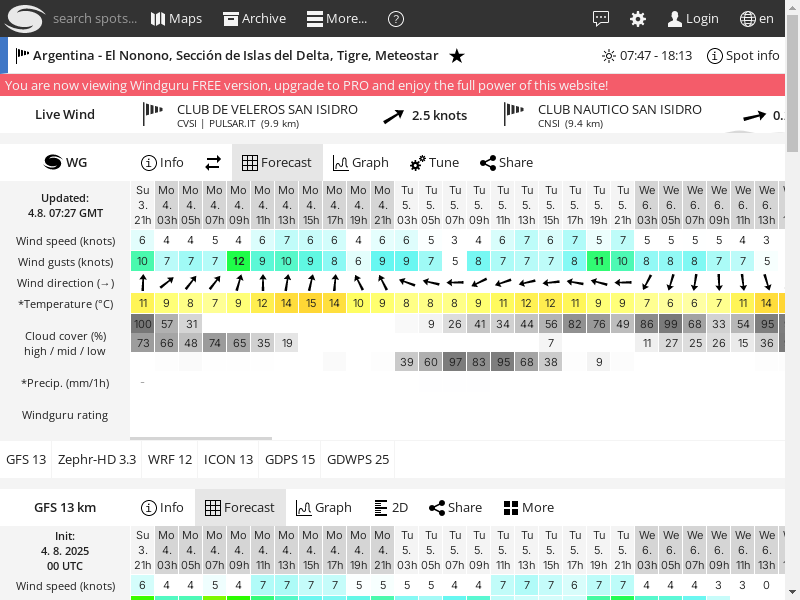 search spots... Maps Archive More... ? Login en
Argentina - El Nonono, Sección de Islas del Delta, Tigre, Meteostar ★ 07:47 - 18:13 Spot info
You are now viewing Windguru FREE version, upgrade to PRO and enjoy the full power of this website!
Live Wind CLUB DE VELEROS SAN ISIDRO 2.5 knots CLUB NAUTICO SAN ISIDRO 0.
CVSI | PULSAR.IT (9.9 km) CNSI (9.4 km)
WG Info Forecast Graph Tune Share
Updated:
4.8. 07:27 GMT
Su Mo Mo Mo Mo Mo Mo Mo Mo Mo Mo Tu Tu Tu Tu Tu Tu Tu Tu Tu Tu We We We We We We
3. 4. 4. 4. 4. 4. 4. 4. 4. 4. 4. 5. 5. 5. 5. 5. 5. 5. 5. 5. 5. 6. 6. 6. 6. 6. 6.
21h 03h 05h 07h 09h 11h 13h 15h 17h 19h 21h 03h 05h 07h 09h 11h 13h 15h 17h 19h 21h 03h 05h 07h 09h 11h 13h
Wind speed (knots) 6 4 4 5 4 6 7 6 6 4 6 6 5 3 4 6 7 6 7 5 7 5 5 5 5 4 3
Wind gusts (knots) 10 7 7 7 12 9 10 9 8 6 9 9 7 5 8 7 7 7 8 11 10 8 8 8 7 7 5
Wind direction (→)
*Temperature (°C) 11 9 8 7 9 12 14 15 14 10 9 8 8 8 9 11 12 12 11 9 9 7 6 6 7 11 14
Cloud cover (%)
high / mid / low
100 57 31 9 26 41 34 44 56 82 76 49 86 99 68 33 54 95
73 66 48 74 65 35 19 7 11 27 25 26 15 36
39 60 97 83 95 68 38 9
*Precip. (mm/1h) -
Windguru rating
GFS 13 Zephr-HD 3.3 WRF 12 ICON 13 GDPS 15 GDWPS 25
GFS 13 km Info Forecast Graph 2D Share More
Init:
4. 8. 2025
00 UTC
Su Mo Mo Mo Mo Mo Mo Mo Mo Mo Mo Tu Tu Tu Tu Tu Tu Tu Tu Tu Tu We We We We We We
3. 4. 4. 4. 4. 4. 4. 4. 4. 4. 4. 5. 5. 5. 5. 5. 5. 5. 5. 5. 5. 6. 6. 6. 6. 6. 6.
21h 03h 05h 07h 09h 11h 13h 15h 17h 19h 21h 03h 05h 07h 09h 11h 13h 15h 17h 19h 21h 03h 05h 07h 09h 11h 13h
Wind speed (knots) 6 4 4 5 4 7 7 7 7 5 5 5 5 4 4 7 7 7 6 7 7 4 4 4 3 3 0